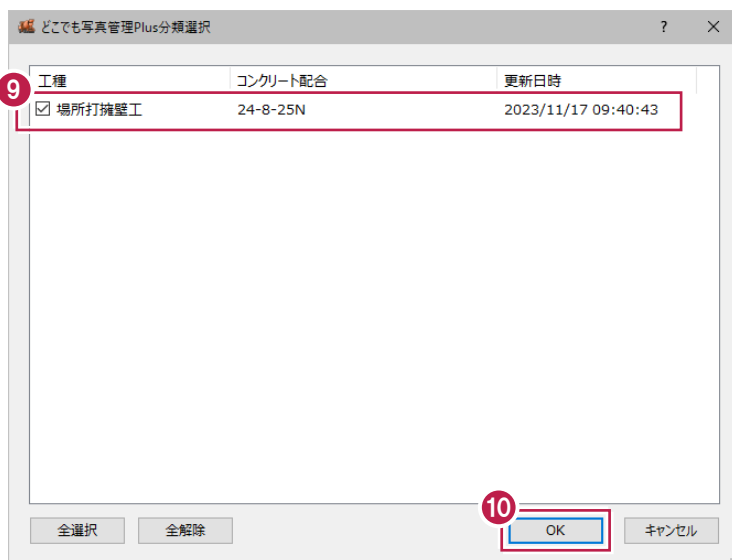 どこでも写真管理Plus分類選択 ?
工種 コンクリート配合 更新日時
9
場所打擁壁工 24-8-25N 2023/11/17 09:40:43
10
全選択 全解除 OK キャンセル